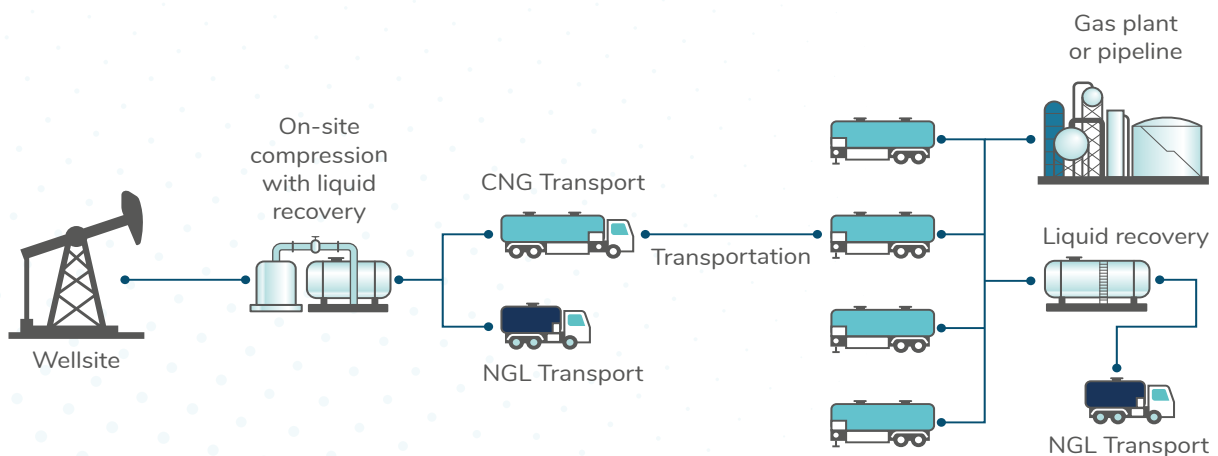 Wellsite
On-site
compression
with liquid
recovery
CNG Transport
NGL Transport
Transportation
Gas plant
or pipeline
Liquid recovery
NGL Transport